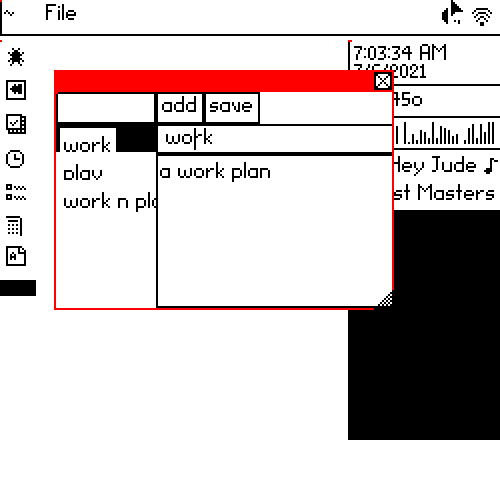 ~ File
7:03:34 AM
7/6/2021
45o
add save
work
work
play
work n pla
a work plan
Hey Jude ♪
st Masters